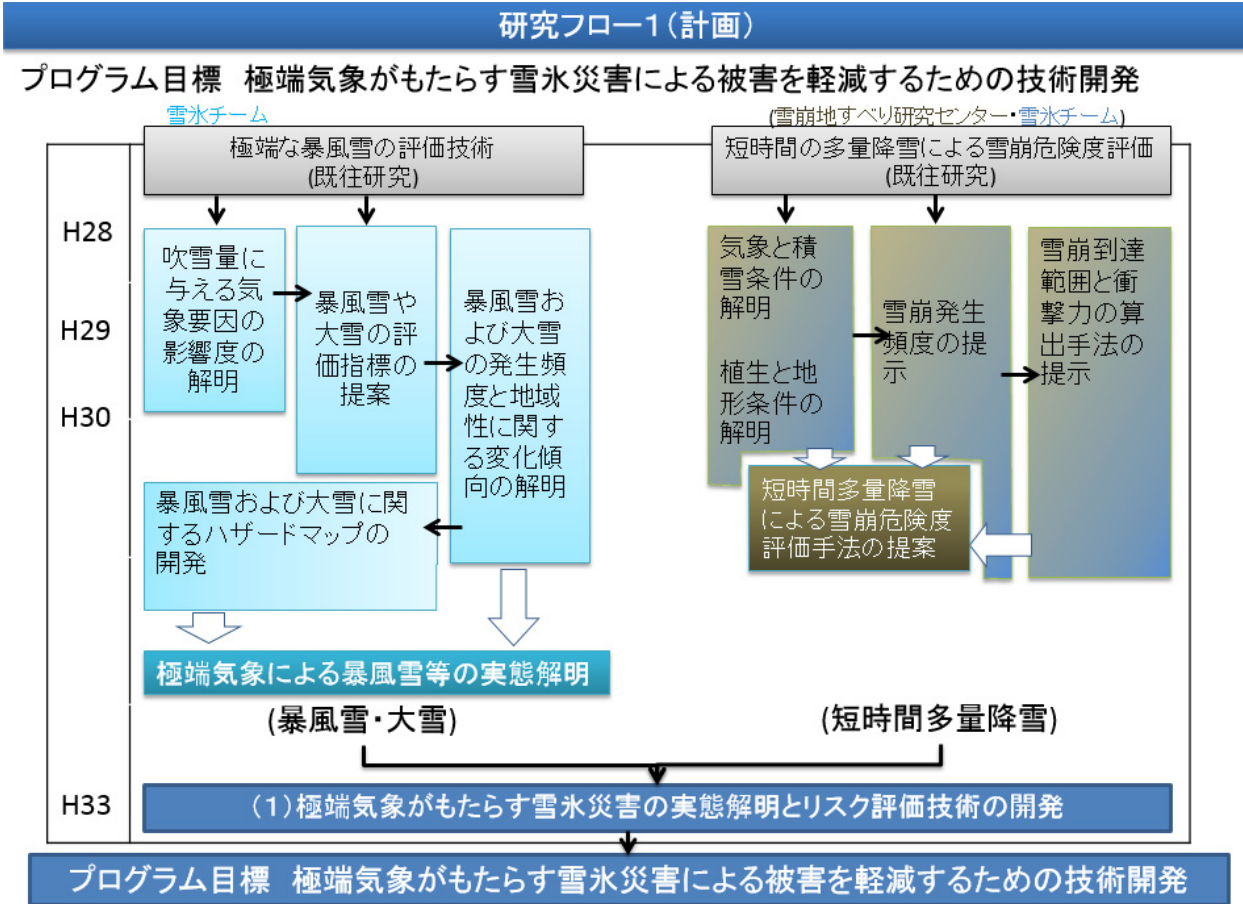 研究フロー1(計画)
プログラム目標 極端気象がもたらす雪氷災害による被害を軽減するための技術開発
雪氷チーム
(雪崩地すべり研究センター・雪氷チーム)
極端な暴風雪の評価技術
(既往研究)
短時間の多量降雪による雪崩危険度評価
(既往研究)
H28
H29
H30
H33
吹雪量に
与える気
象要因の
影響度の
解明
暴風雪や
大雪の評
価指標の
提案
暴風雪お
よび大雪
の発生頻
度と地域
性に関す
る変化傾
向の解明
暴風雪および大雪に関
するハザードマップの
開発
気象と積
雪条件の
解明
植生と地
形条件の
解明
雪崩発生
頻度の提
示
雪崩到達
範囲と衝
撃力の算
出手法の
提示
短時間多量降雪
による雪崩危険度
評価手法の提案
極端気象による暴風雪等の実態解明
(暴風雪・大雪)
(短時間多量降雪)
(1)極端気象がもたらす雪氷災害の実態解明とリスク評価技術の開発
プログラム目標 極端気象がもたらす雪氷災害による被害を軽減するための技術開発